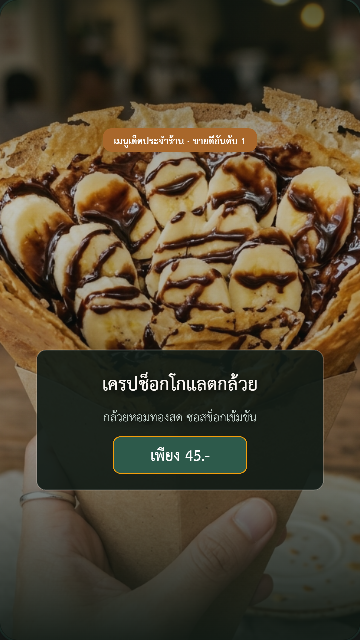 เมนูเด็ดประจำร้าน - ขายดีอันดับ 1
เครปช็อกโกแลตกล้วย
กล้วยหอมทองสด ซอสช็อกเข้มข้น
เพียง 45.-